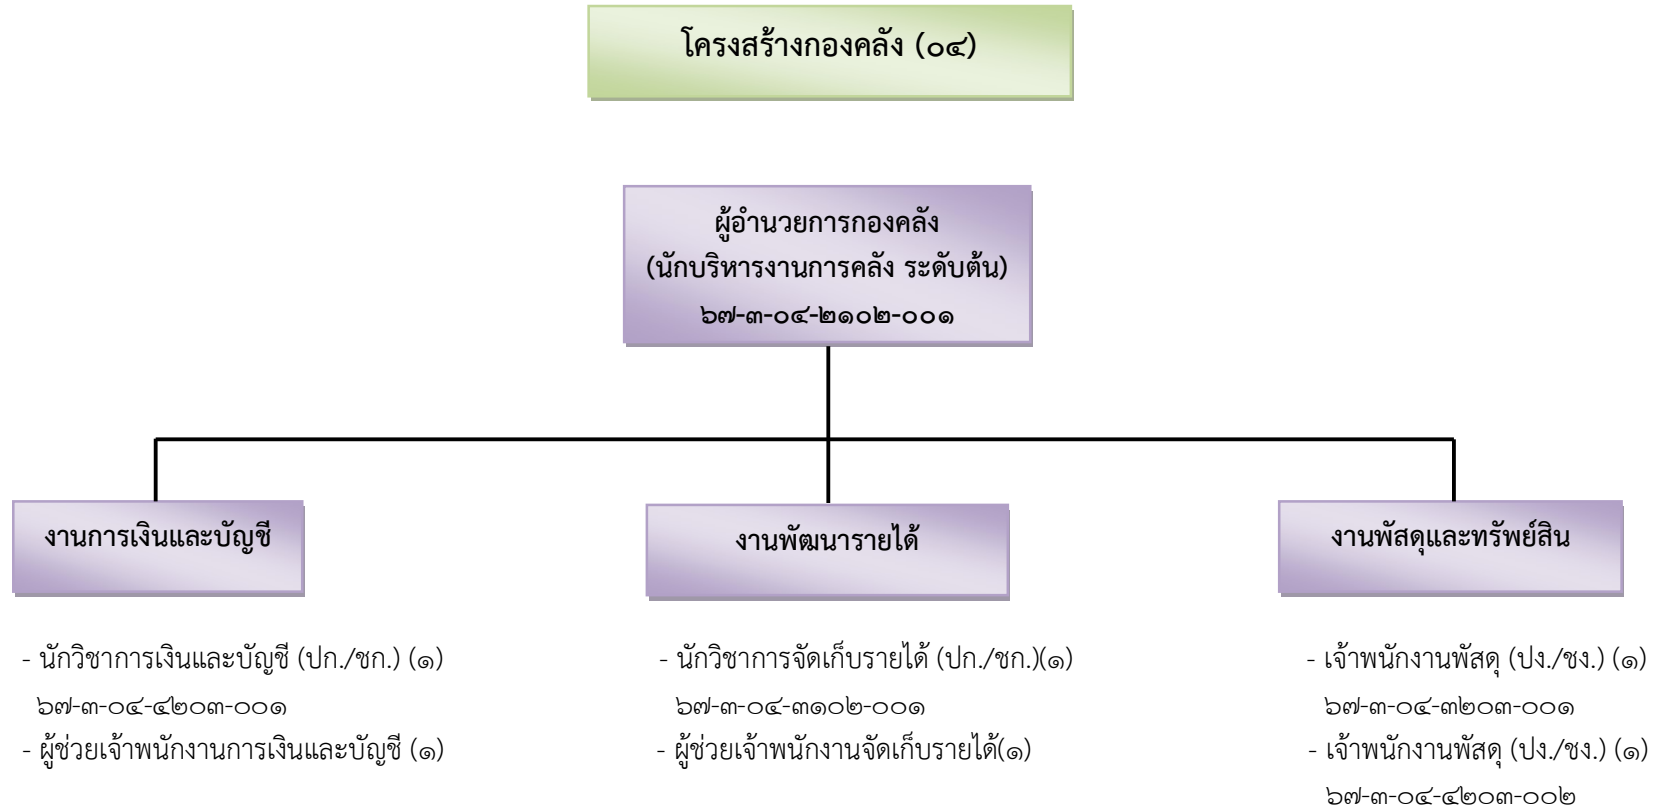 โครงสร้างกองคลัง (๐๔)
ผู้อำนวยการกองคลัง
(นักบริหารงานการคลัง ระดับต้น)
๖๗-๓-๐๔-๒๑๐๒-๐๐๑
งานการเงินและบัญชี
- นักวิชาการเงินและบัญชี (ปก./ชก.) (๑)
๖๗-๓-๐๔-๔๒๐๓-๐๐๑
- ผู้ช่วยเจ้าพนักงานการเงินและบัญชี (๑)
งานพัฒนารายได้
- นักวิชาการจัดเก็บรายได้ (ปก./ชก.)(๑)
๖๗-๓-๐๔-๓๑๐๒-๐๐๑
- ผู้ช่วยเจ้าพนักงานจัดเก็บรายได้(๑)
งานพัสดุและทรัพย์สิน
- เจ้าพนักงานพัสดุ (ปง./ชง.) (๑)
๖๗-๓-๐๔-๓๒๐๓-๐๐๑
- เจ้าพนักงานพัสดุ (ปง./ชง.) (๑)
๖๗-๓-๐๔-๔๒๐๓-๐๐๒